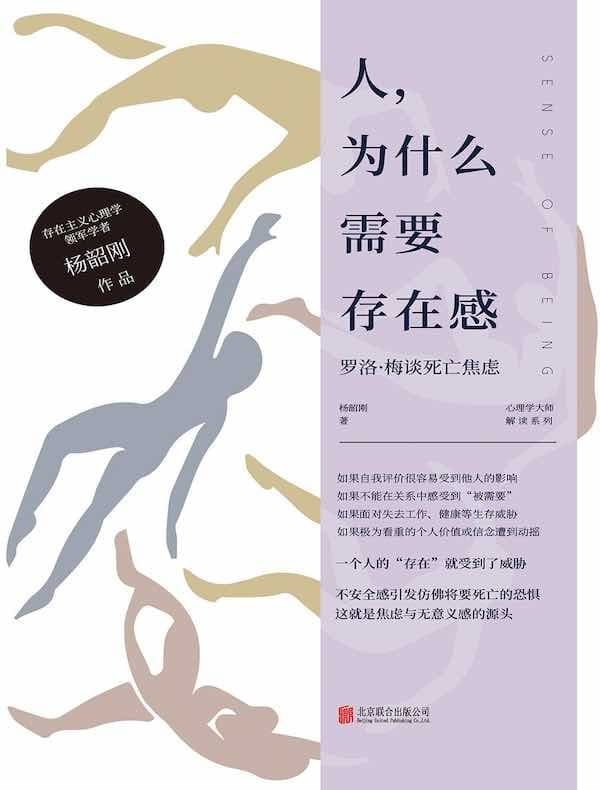 人，
为什么
需要
存在感
SENSE OF BEING
罗洛·梅谈死亡焦虑
杨韶刚
著
心理学大师
解读系列
存在主义心理学
领军学者
杨韶刚
作品
如果自我评价很容易受到他人的影响
如果不能在关系中感受到“被需要”
如果面对失去工作、健康等生存威胁
如果极为看重的个人价值或信念遭到动摇
一个人的“存在”就受到了威胁
不安全感引发仿佛将要死亡的恐惧
这就是焦虑与无意义感的源头
北京联合出版公司
Beijing United Publishing Co.,Ltd.